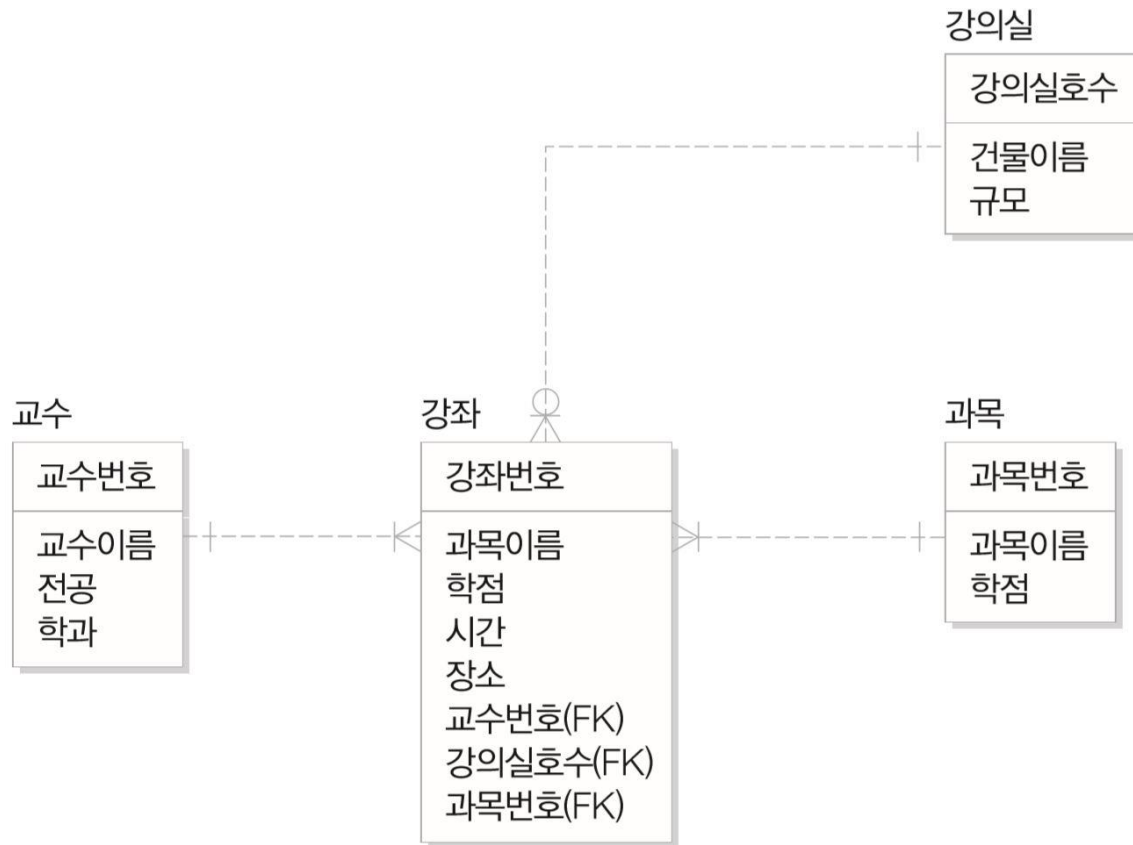 강의실
강의실호수
건물이름
규모
교수
교수번호
교수이름
전공
학과
강좌
강좌번호
과목이름
학점
시간
장소
교수번호(FK)
강의실호수(FK)
과목번호(FK)
과목
과목번호
과목이름
학점